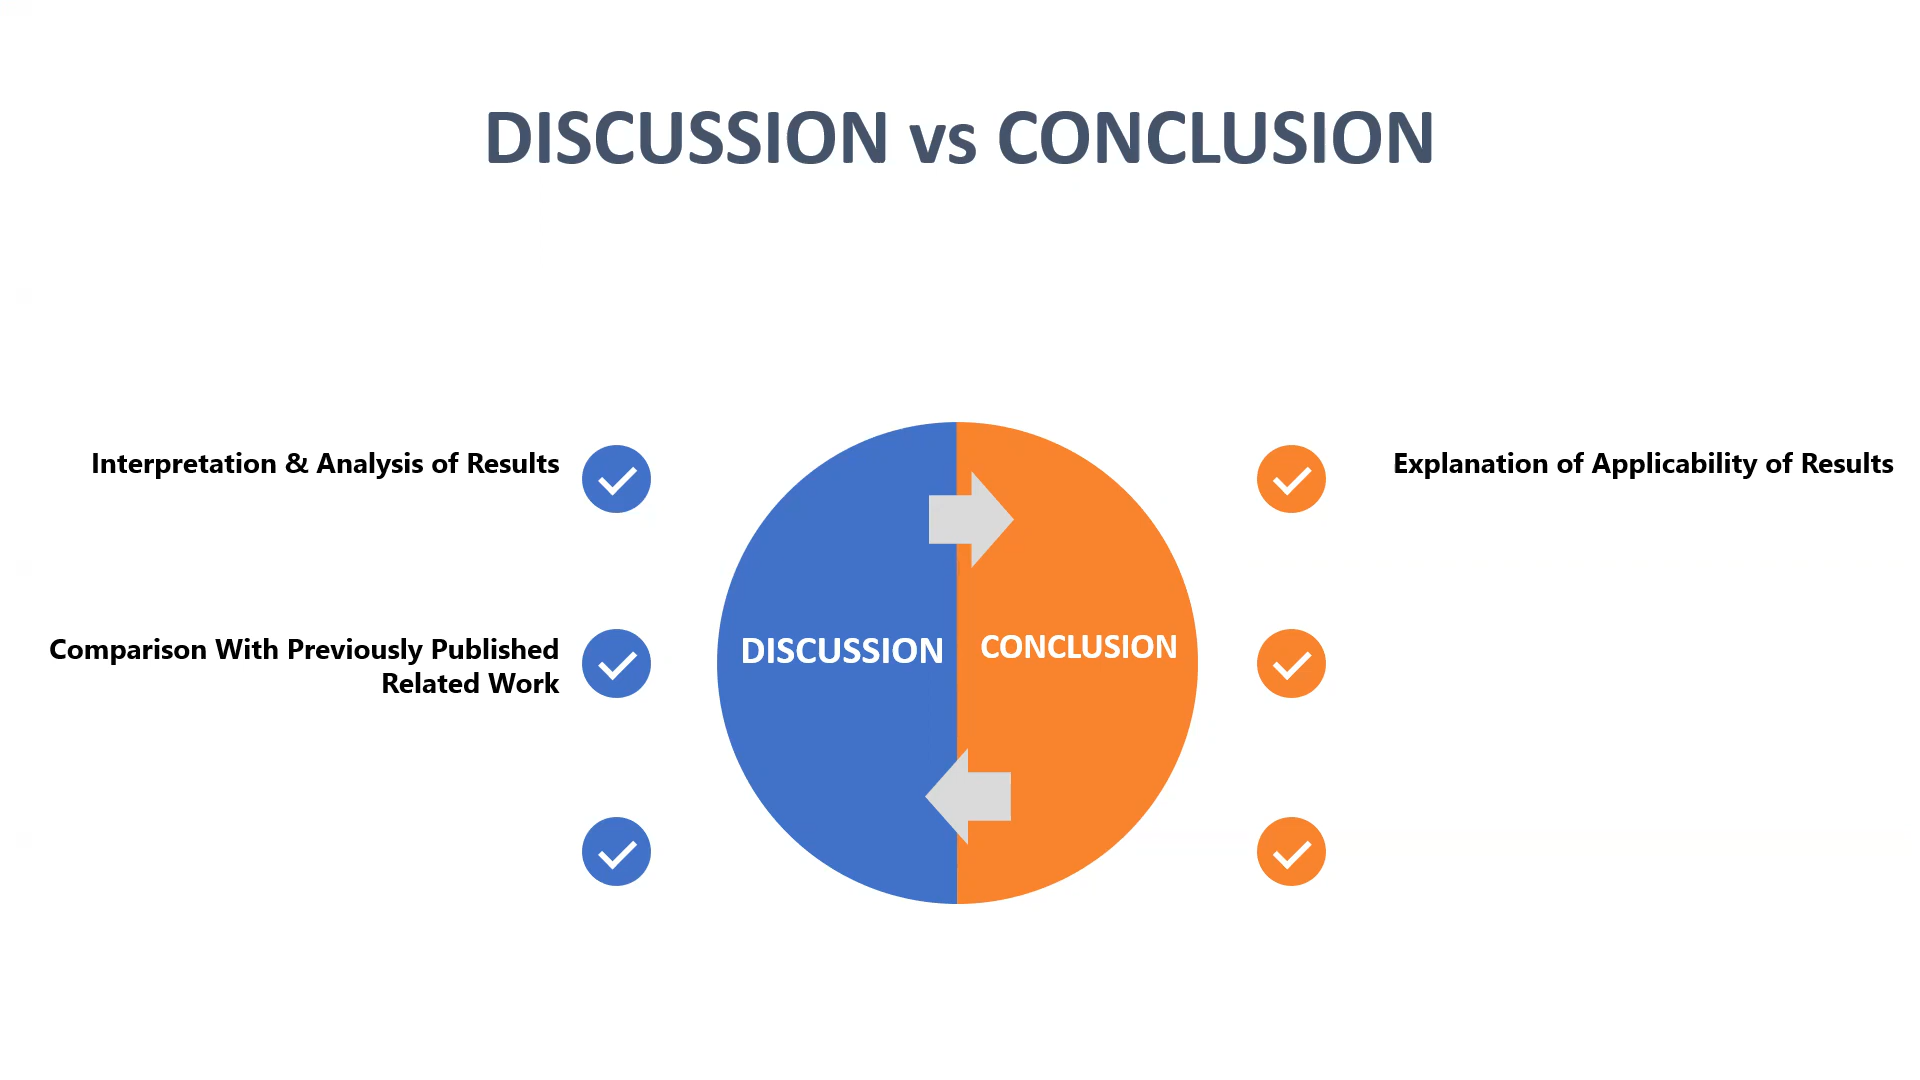 DISCUSSION vs CONCLUSION
Interpretation & Analysis of Results
Explanation of Applicability of Results
Comparison With Previously Published
Related Work
DISCUSSION
CONCLUSION